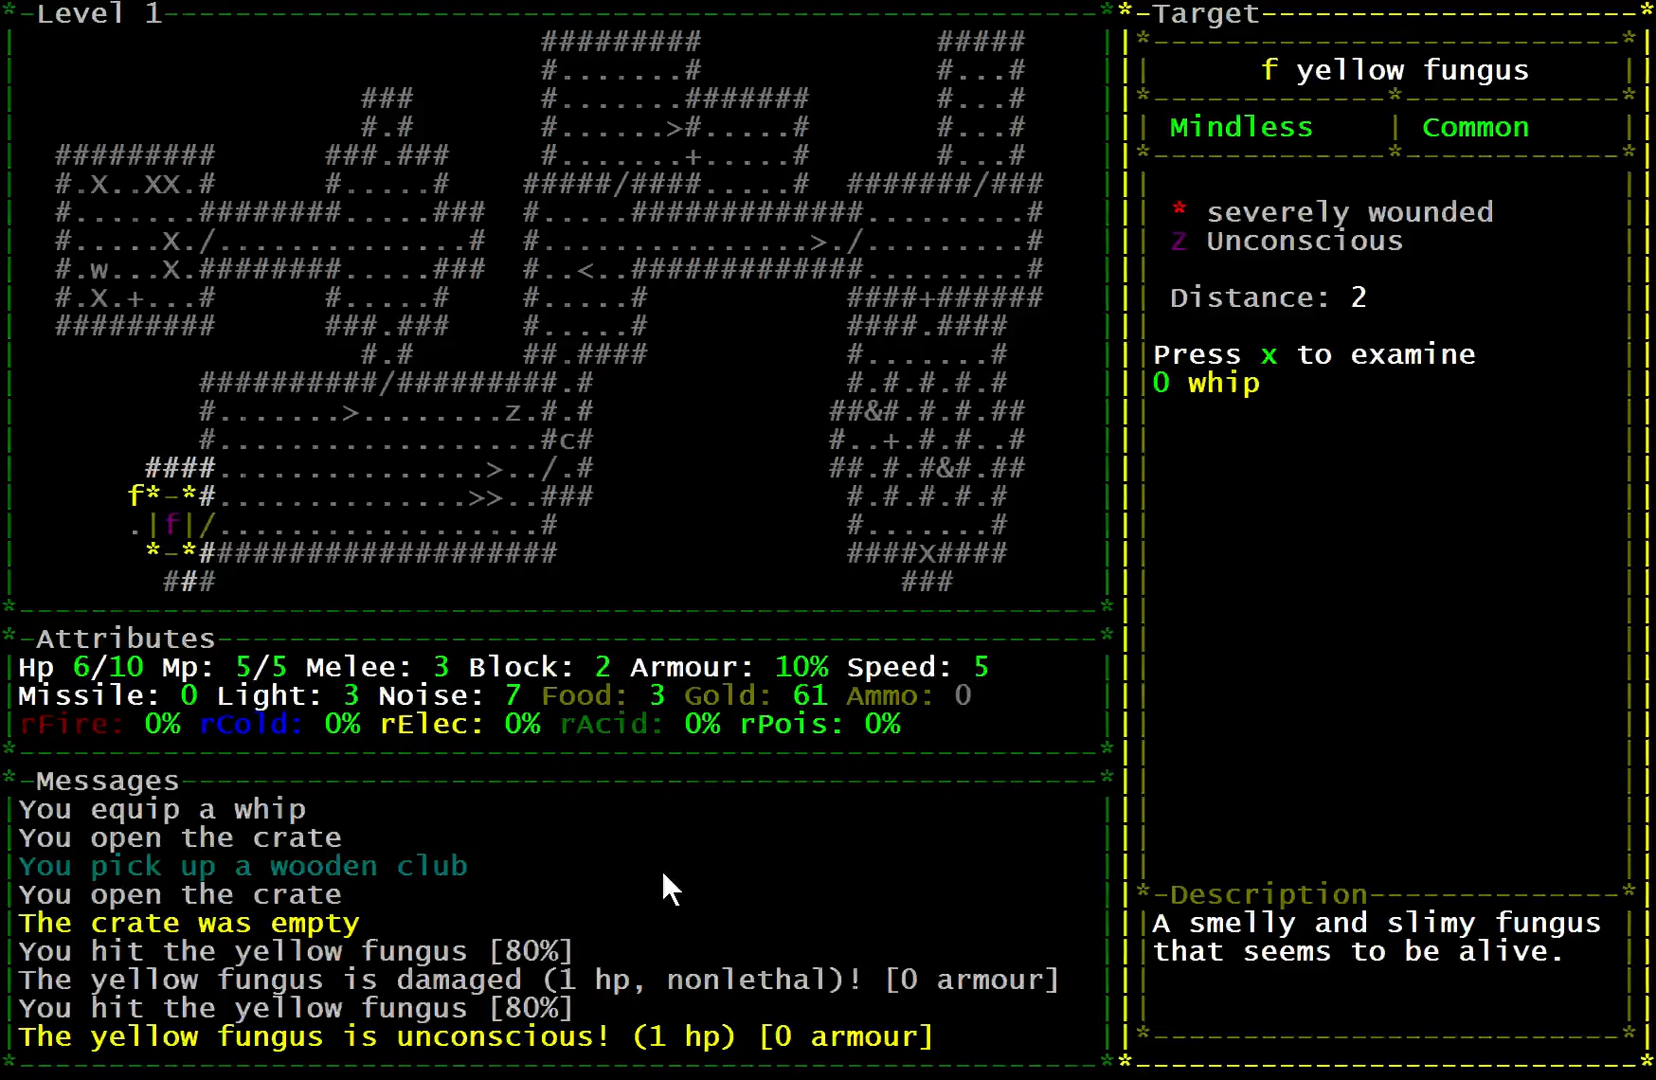 Level 1
#########
#####
#.......#
#...#
###
#.......#######
#...#
#.#
#......>#.....#
#...#
#########
###.###
#.......+.....#
#...#
#.x..xx.#
#.....#
#####/####.....#
#######/###
#.......########.....###
#.....#############.........#
#.....x./..............#
#...............>./.........#
#.w...x.########.....###
#..<..#############.........#
#.x.+...#
#.....#
#.....#
####+######
#########
###.###
#.....#
####.####
#.#
##.####
#.......#
##########/#########.#
#.#.#.#.#
#.......>........z.#.#
##&#.#.#.##
#..................#c#
#..+.#.#..#
####.................>../.#
##.#.#&#.##
f*-*#..............>>..###
#.#.#.#.#
.|f|/..................#
#.......#
*-*####################
####x####
###
###
Attributes
Hp 6/10 Mp: 5/5 Melee: 3 Block: 2 Armour: 10% Speed: 5
Missile: 0 Light: 3 Noise: 7 Food: 3 Gold: 61 Ammo: 0
rFire: 0% rCold: 0% rElec: 0% rAcid: 0% rPois: 0%
Messages
You equip a whip
You open the crate
You pick up a wooden club
You open the crate
The crate was empty
You hit the yellow fungus [80%]
The yellow fungus is damaged (1 hp, nonlethal)! [0 armour]
You hit the yellow fungus [80%]
The yellow fungus is unconscious! (1 hp) [0 armour]
Target
f yellow fungus
Mindless | Common
* severely wounded
Z Unconscious
Distance: 2
Press x to examine
0 whip
Description
A smelly and slimy fungus
that seems to be alive.